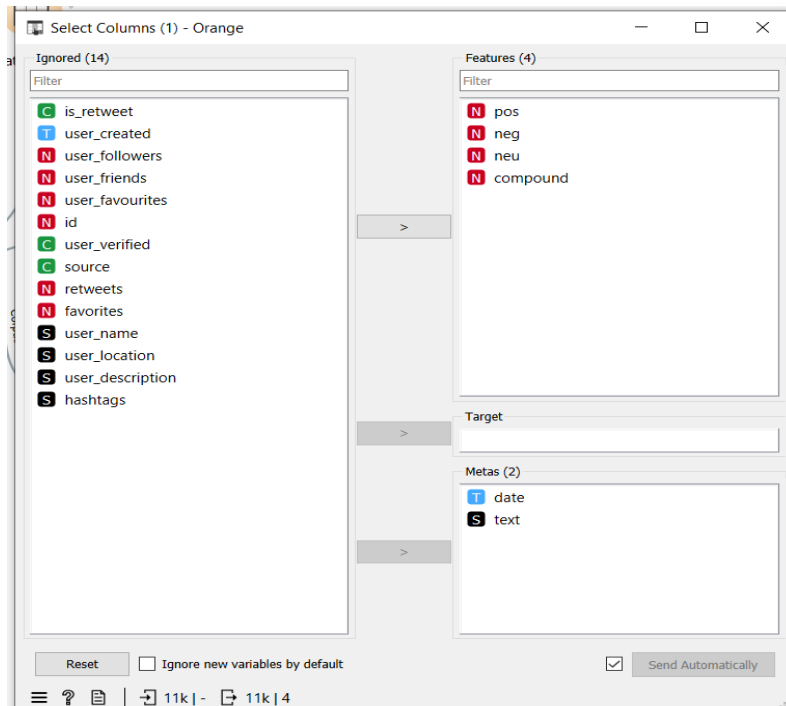 Select Columns (1) - Orange
Ignored (14)
Filter
C is_retweet
T user_created
N user_followers
N user_friends
N user_favourites
N id
C user_verified
C source
N retweets
N favorites
S user_name
S user_location
S user_description
S hashtags
>
>
>
Features (4)
Filter
N pos
N neg
N neu
N compound
Target
Metas (2)
T date
S text
Reset
Ignore new variables by default
Send Automatically
11k | - 11k | 4